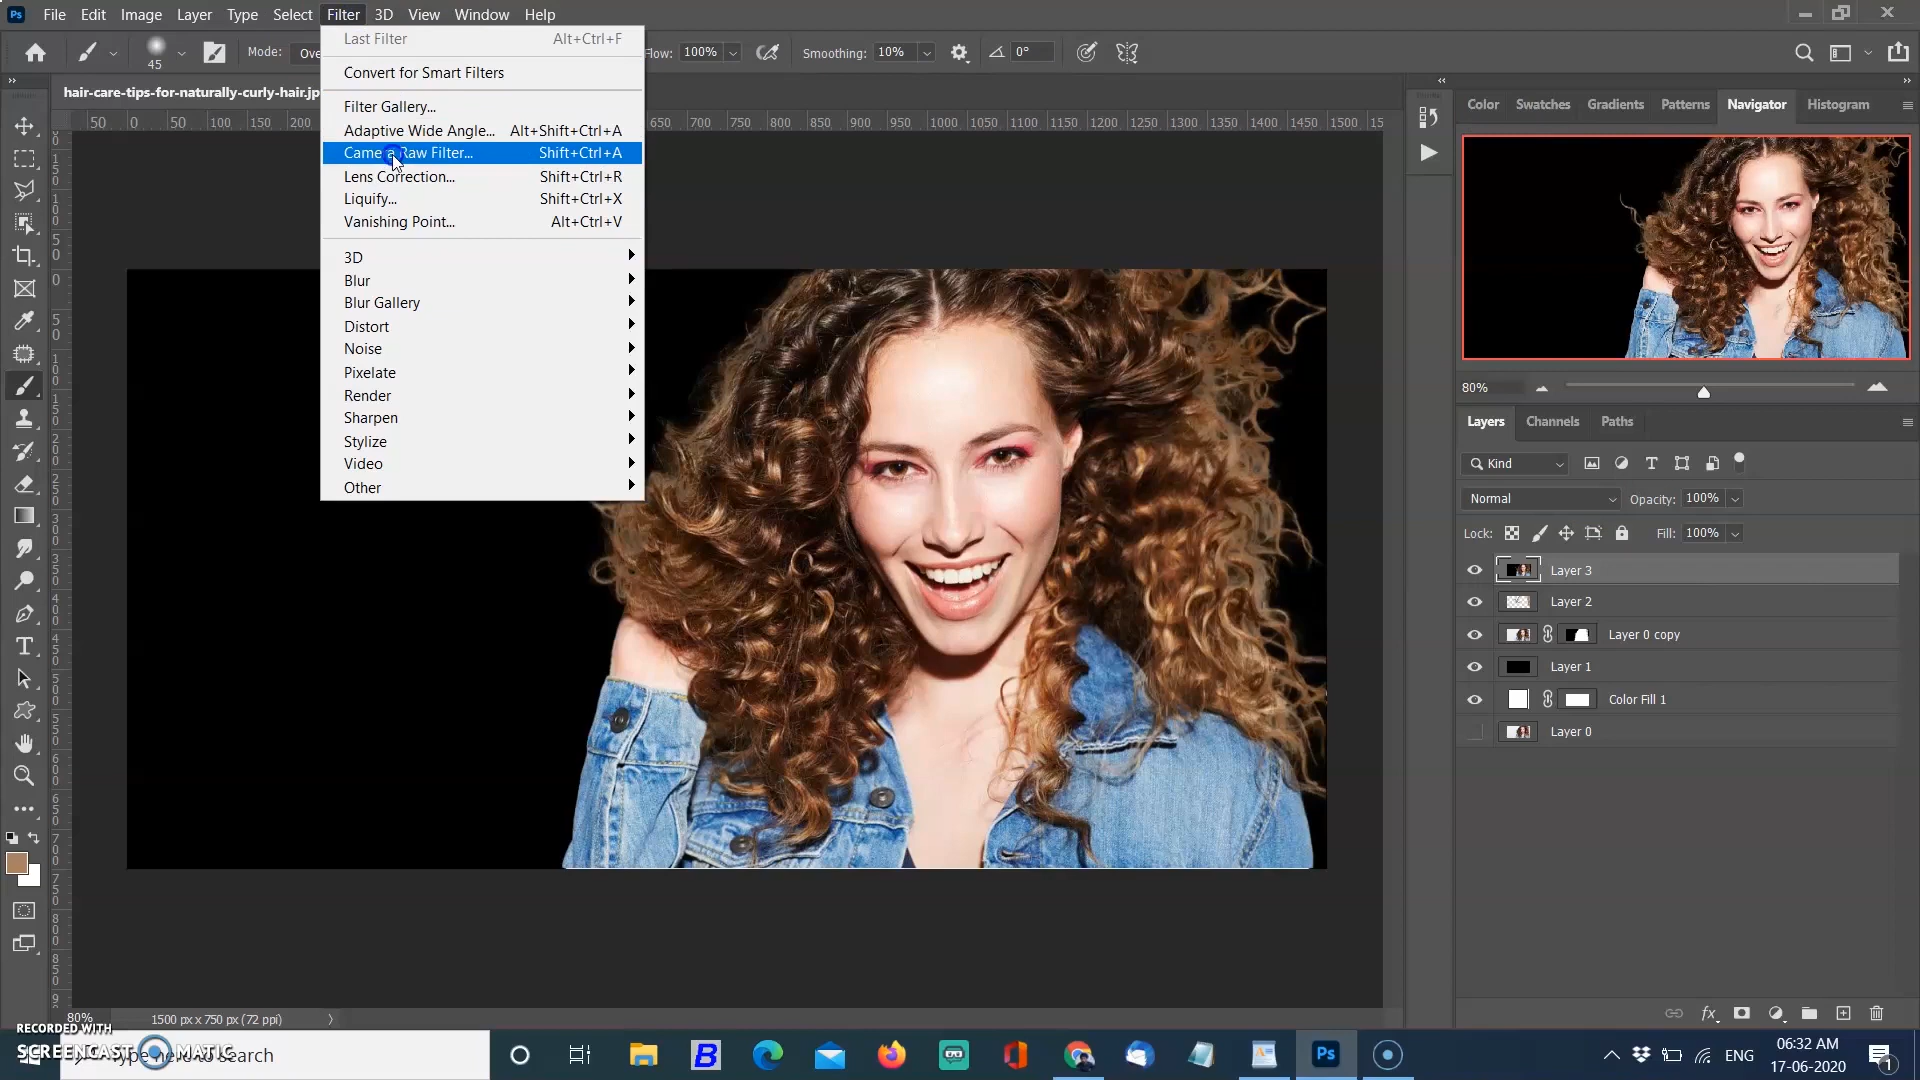 Ps File Edit Image Layer Type Select Filter 3D View Window Help
45 Mode: Ove Flow: 100% Smoothing: 10% 0°
hair-care-tips-for-naturally-curly-hair.jp
Last Filter Alt+Ctrl+F
Convert for Smart Filters
Filter Gallery...
Adaptive Wide Angle... Alt+Shift+Ctrl+A
Camera Raw Filter... Shift+Ctrl+A
Lens Correction... Shift+Ctrl+R
Liquify... Shift+Ctrl+X
Vanishing Point... Alt+Ctrl+V
3D
Blur
Blur Gallery
Distort
Noise
Pixelate
Render
Sharpen
Stylize
Video
Other
50 0 50 100 150 200 650 700 750 800 850 900 950 1000 1050 1100 1150 1200 1250 1300 1350 1400 1450 1500 15
Color Swatches Gradients Patterns Navigator Histogram
80%
Layers Channels Paths
Kind
Normal Opacity: 100%
Lock: Fill: 100%
Layer 3
Layer 2
Layer 0 copy
Layer 1
Color Fill 1
Layer 0
fx
80% 1500 px x 750 px (72 ppi)
RECORDED WITH
SCREENCAST MATIC
Type here to search
B Ps ENG
06:32 AM
17-06-2020
1